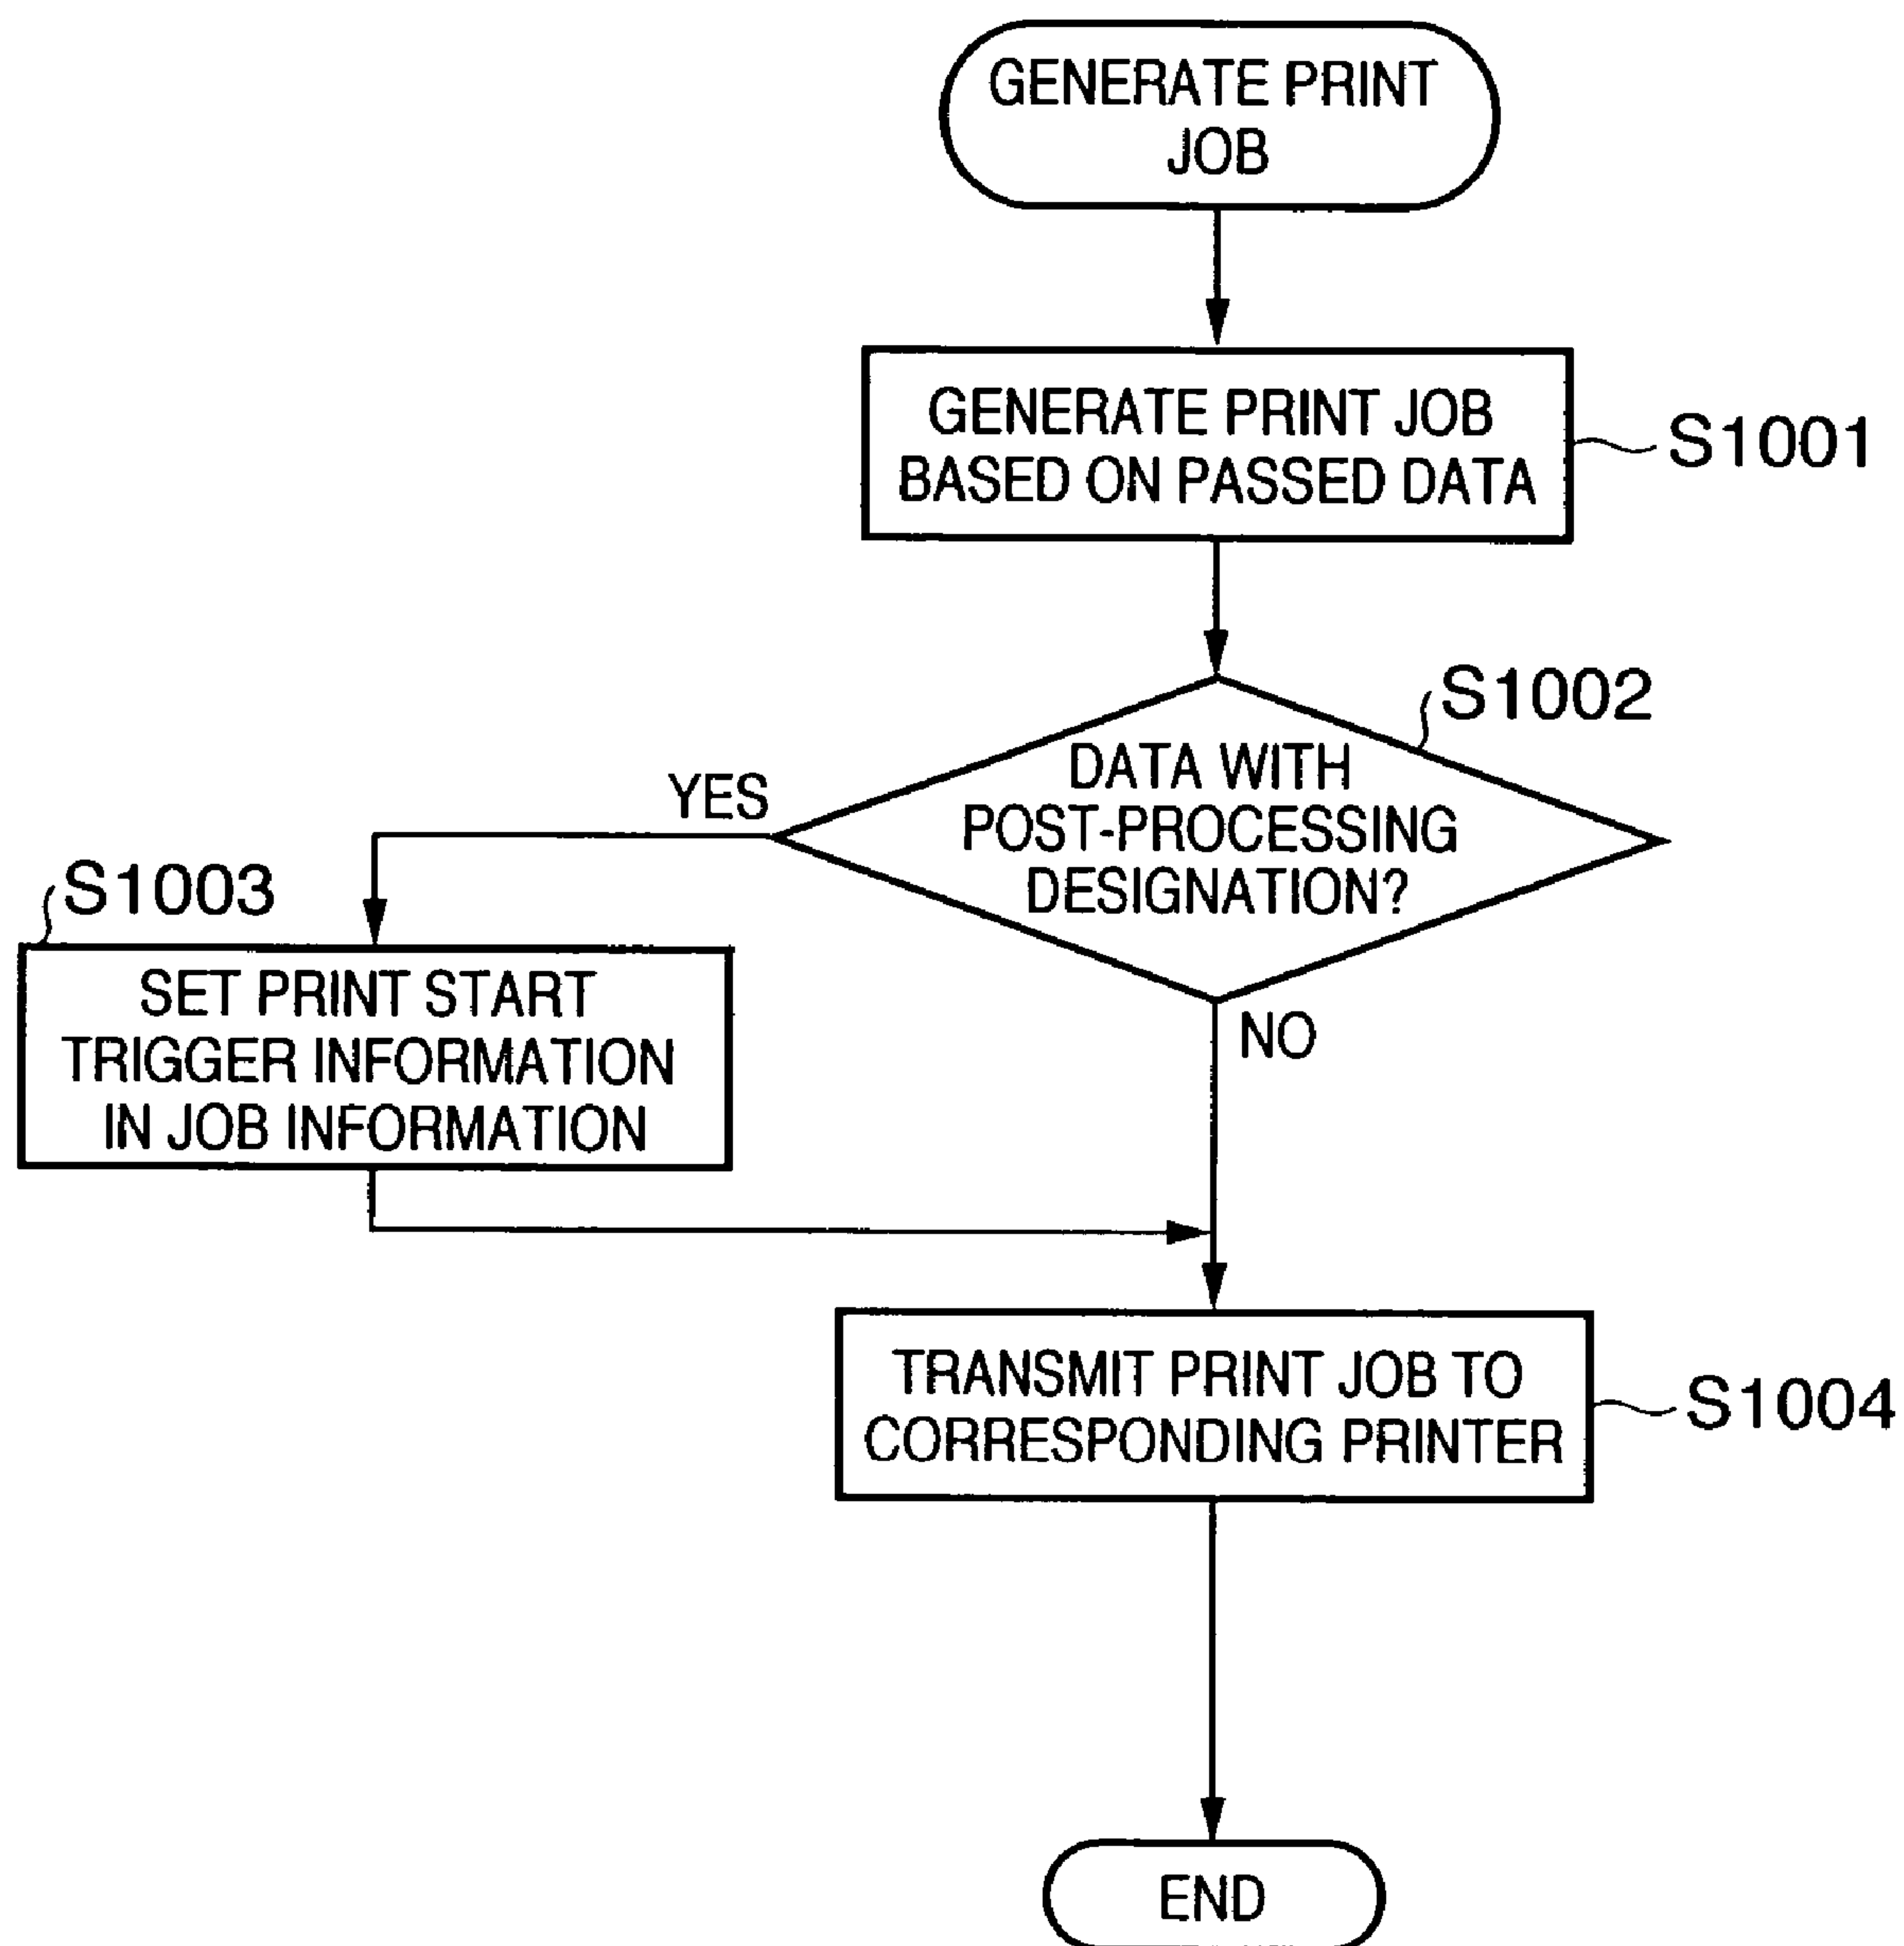 GENERATE PRINT
JOB
GENERATE PRINT JOB
BASED ON PASSED DATA
S1001
S1002
DATA WITH
POST-PROCESSING
DESIGNATION?
YES
S1003
SET PRINT START
TRIGGER INFORMATION
IN JOB INFORMATION
NO
TRANSMIT PRINT JOB TO
CORRESPONDING PRINTER
S1004
END